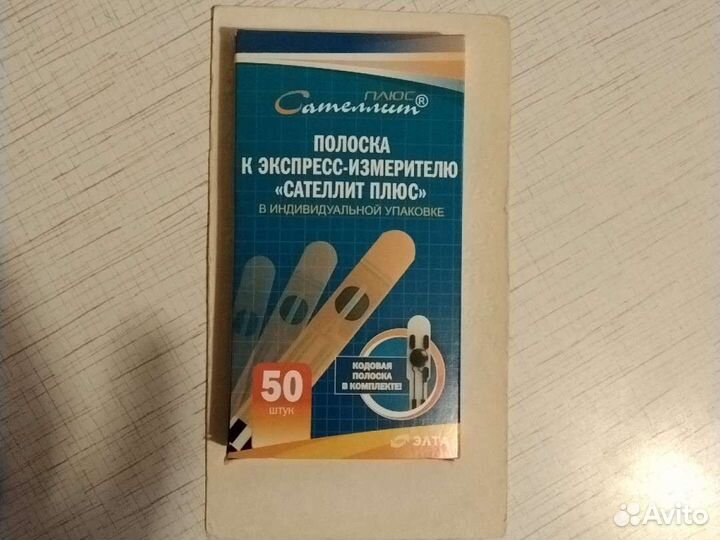 ПЛЮС
Сателлит®
ПОЛОСКА
К ЭКСПРЕСС-ИЗМЕРИТЕЛЮ
«САТЕЛЛИТ ПЛЮС»
В ИНДИВИДУАЛЬНОЙ УПАКОВКЕ
КОДОВАЯ
ПОЛОСКА
В КОМПЛЕКТЕ!
50
штук
ЭЛТА
Avito